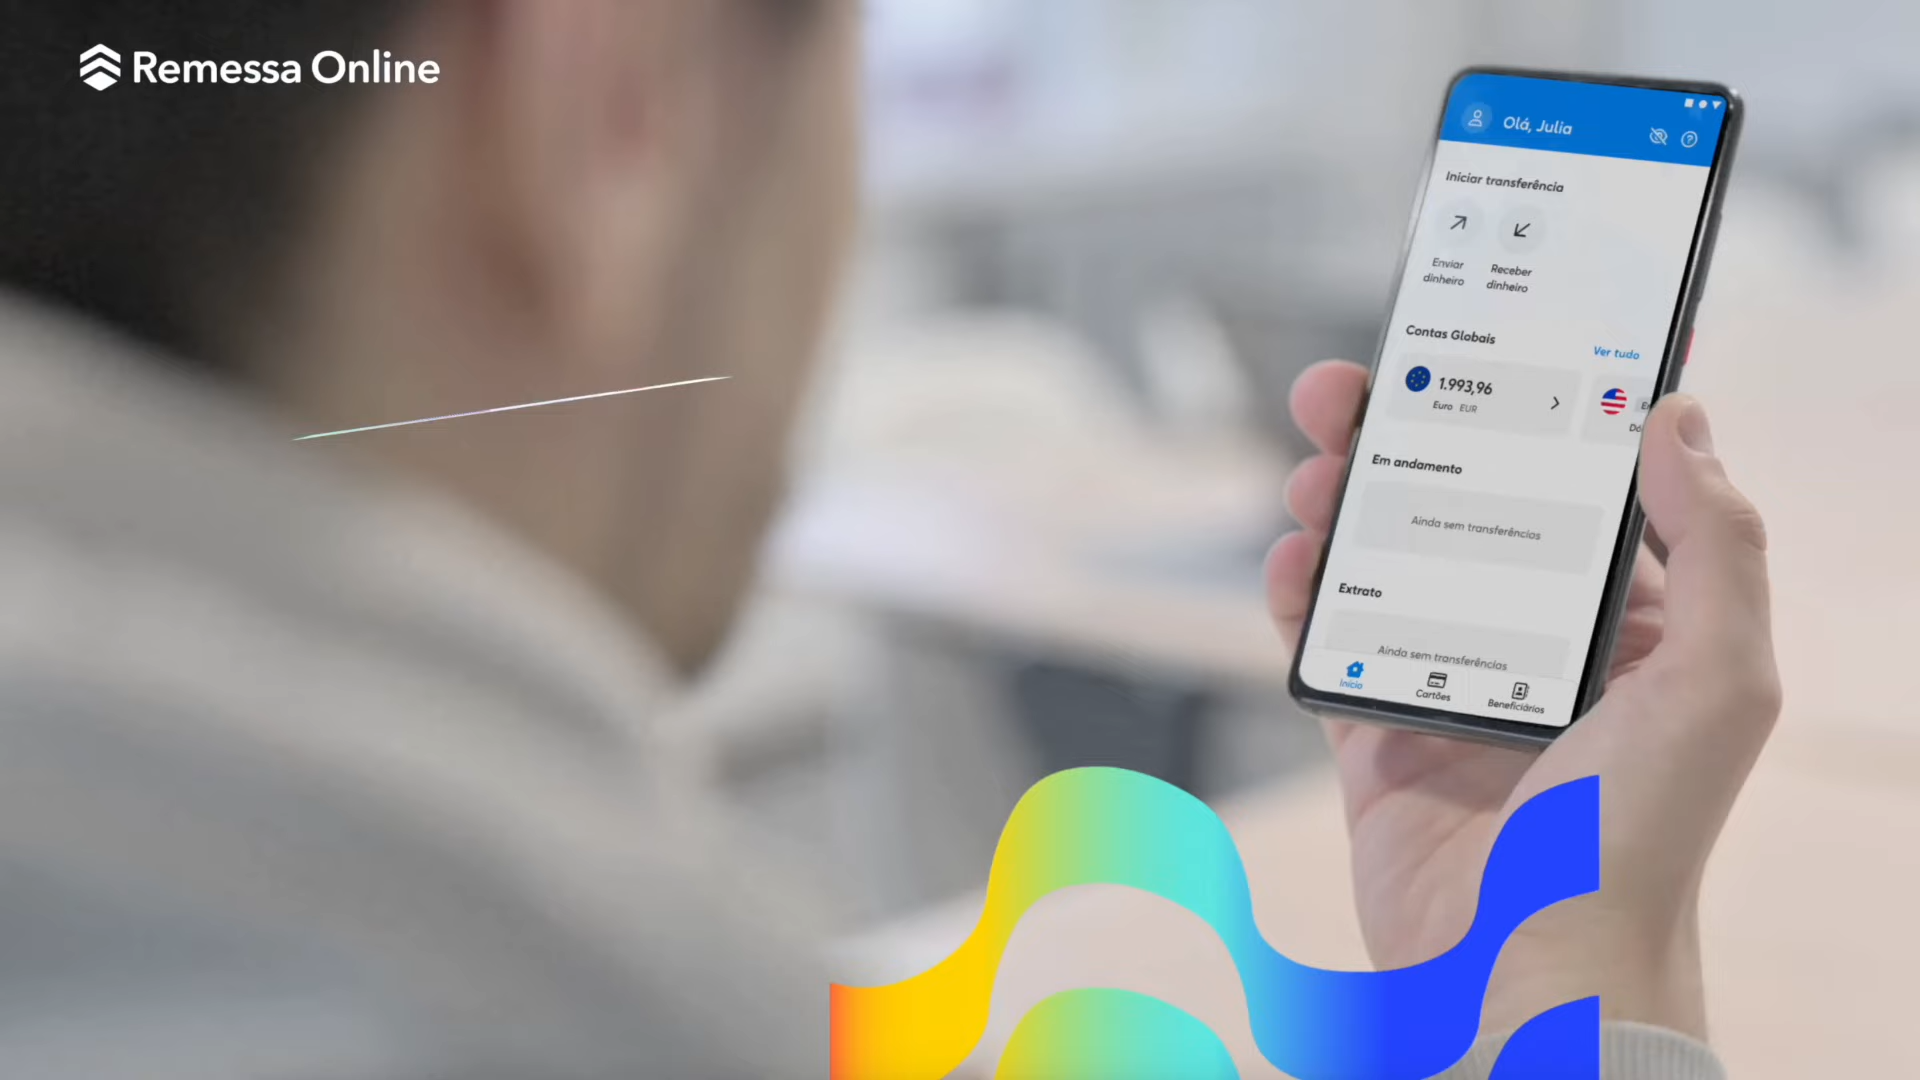 Remessa Online
Olá, Julia
Iniciar transferência
Enviar
dinheiro
Receber
dinheiro
Contas Globais
Ver tudo
1.993,96
Euro EUR
Em andamento
Ainda sem transferências
Extrato
Ainda sem transferências
Início
Cartões
Beneficiários